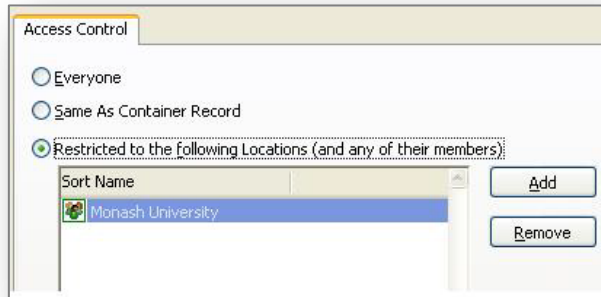 Access Control
Everyone
Same As Container Record
Restricted to the following Locations (and any of their members)
Sort Name
Add
Monash University
Remove